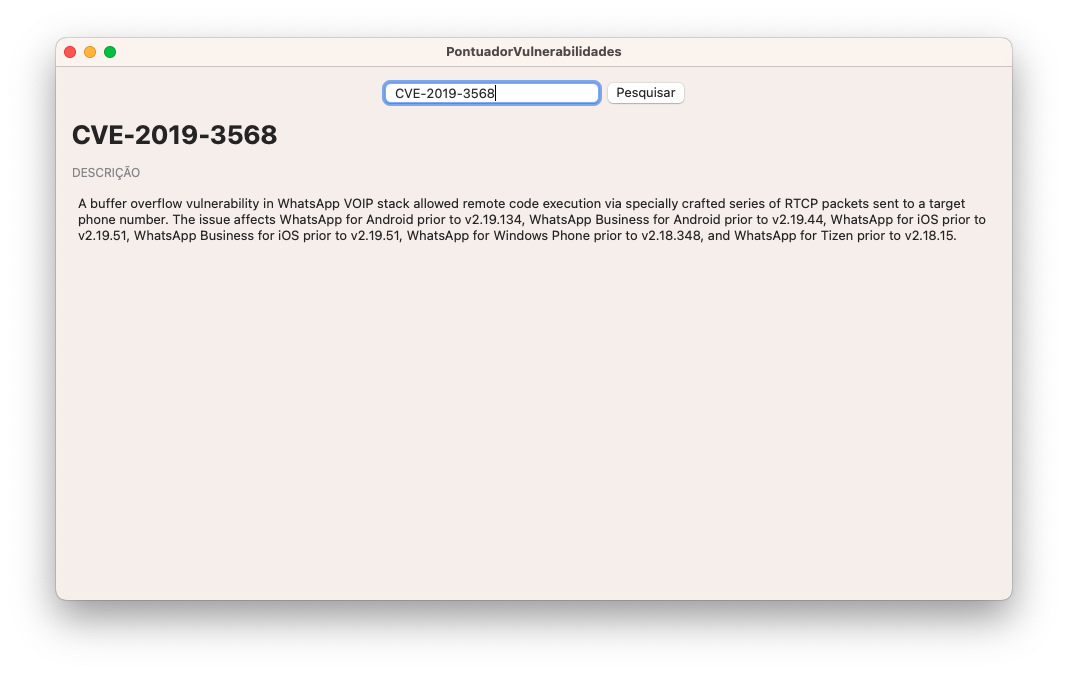 PontuadorVulnerabilidades
CVE-2019-3568
Pesquisar
CVE-2019-3568
DESCRIÇÃO
A buffer overflow vulnerability in WhatsApp VOIP stack allowed remote code execution via specially crafted series of RTCP packets sent to a target
phone number. The issue affects WhatsApp for Android prior to v2.19.134, WhatsApp Business for Android prior to v2.19.44, WhatsApp for iOS prior to
v2.19.51, WhatsApp Business for iOS prior to v2.19.51, WhatsApp for Windows Phone prior to v2.18.348, and WhatsApp for Tizen prior to v2.18.15.